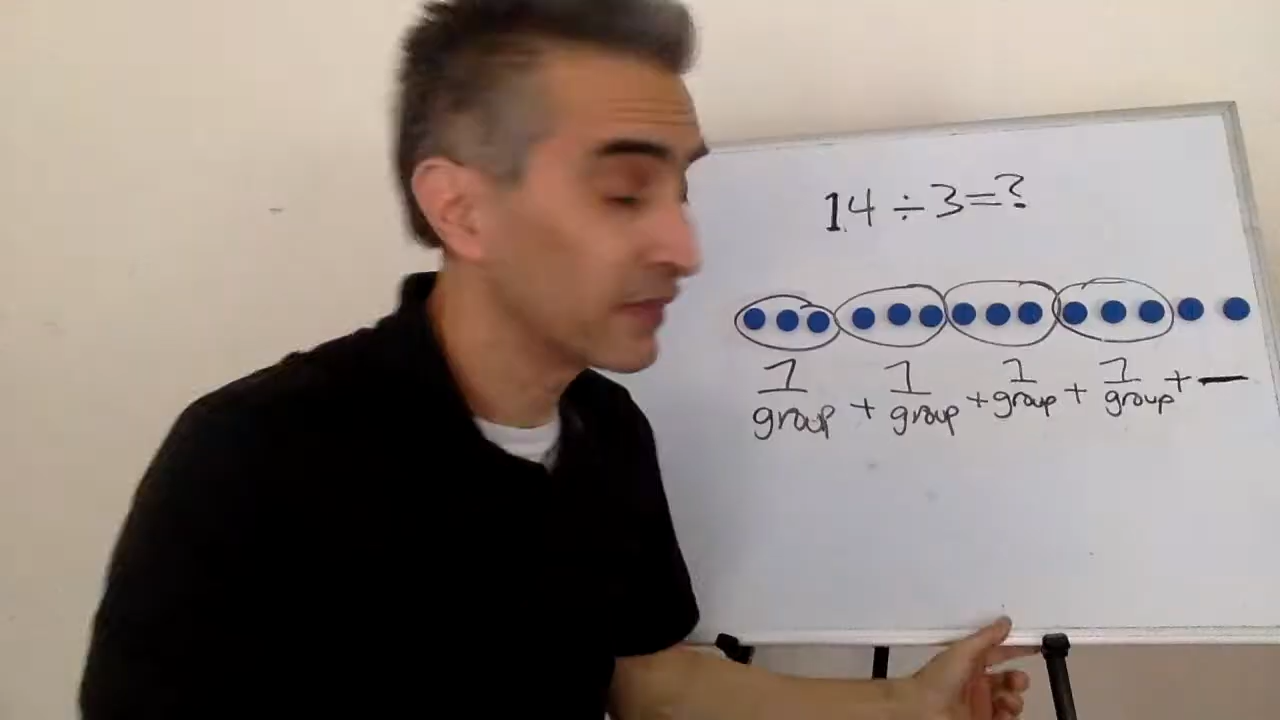 14÷3=?
1 + 1 + 1 + 1 + —
group group group group